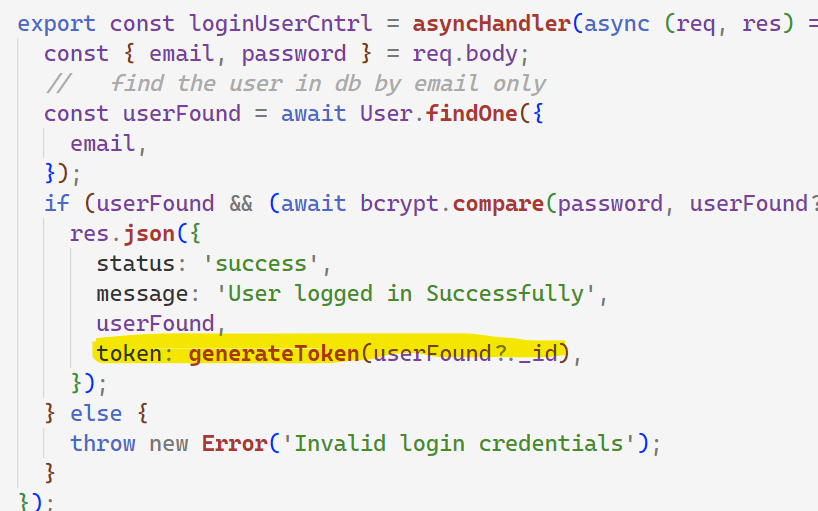 export const loginUserCntrl = asyncHandler(async (req, res) =
const { email, password } = req.body;
//   find the user in db by email only
const userFound = await User.findOne({
email,
});
if (userFound && (await bcrypt.compare(password, userFound?
res.json({
status: 'success',
message: 'User logged in Successfully',
userFound,
token: generateToken(userFound?._id),
});
} else {
throw new Error('Invalid login credentials');
}
});